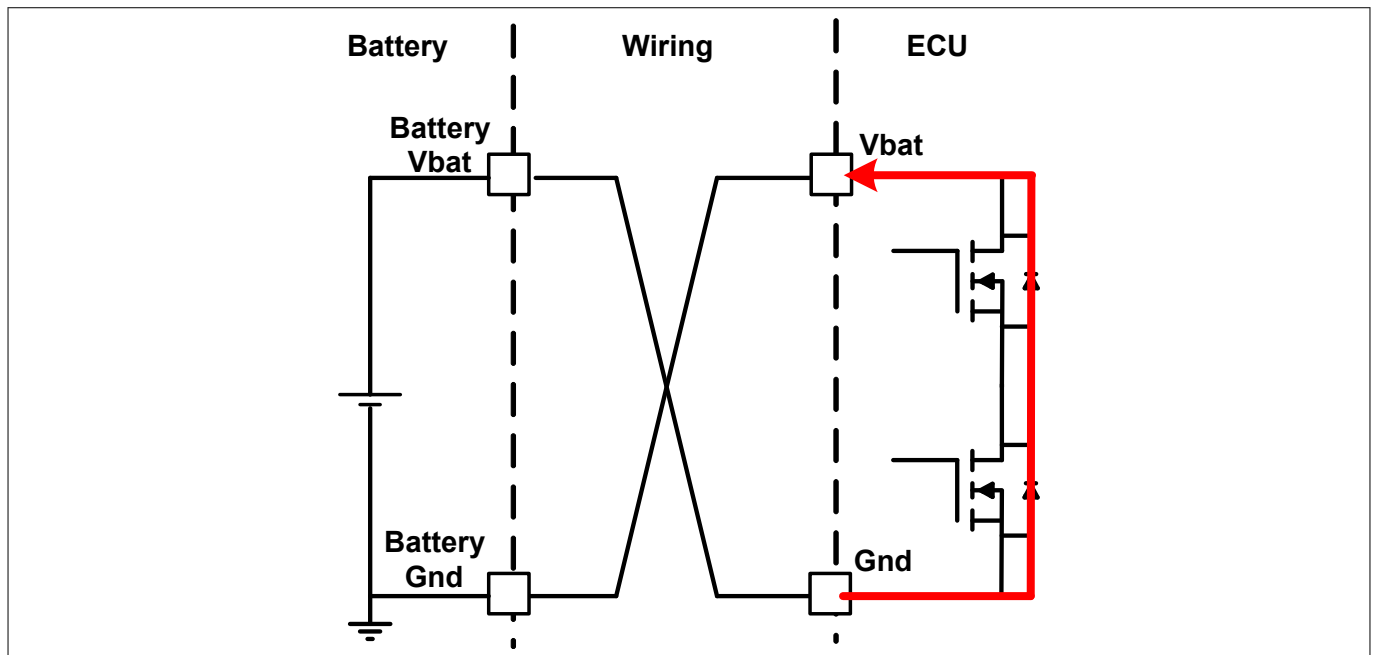 Battery
Wiring
ECU
Battery
Vbat
Vbat
Battery
Gnd
Gnd